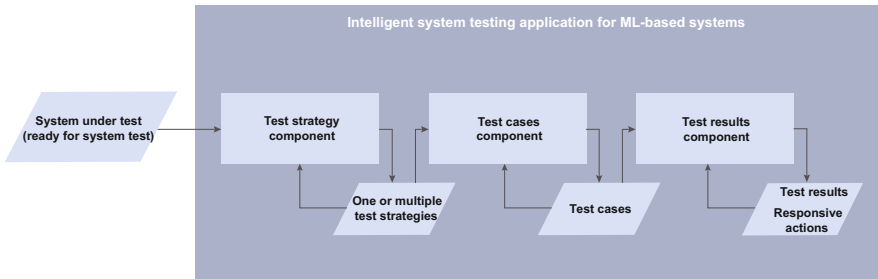 Intelligent system testing application for ML-based systems
System under test
(ready for system test)
Test strategy
component
Test cases
component
Test results
component
One or multiple
test strategies
Test cases
Test results
Responsive
actions